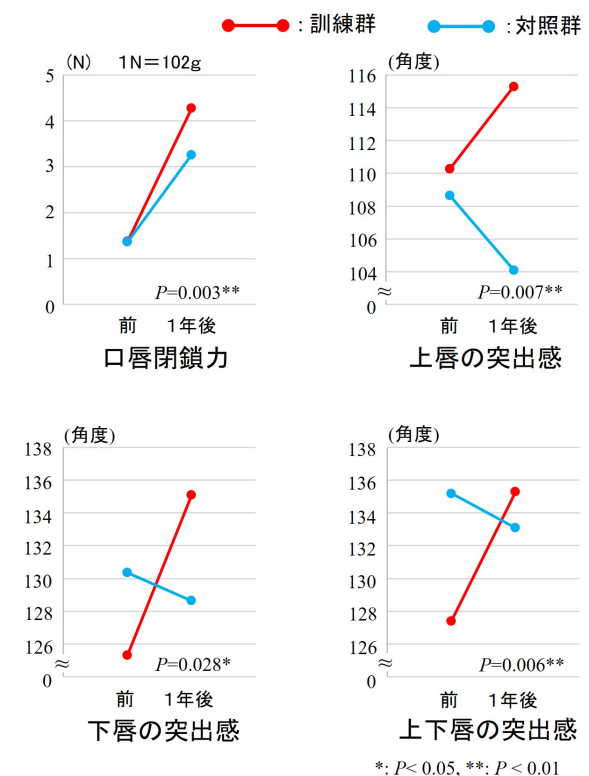 ：訓練群 ：対照群
(N) 1N＝102g
5
4
3
2
1
0
P=0.003**
前 1年後
口唇閉鎖力
(角度)
116
114
112
110
108
106
104
≈
0
P=0.007**
前 1年後
上唇の突出感
(角度)
138
136
134
132
130
128
126
≈
0
P=0.028*
前 1年後
下唇の突出感
(角度)
138
136
134
132
130
128
126
≈
0
P=0.006**
前 1年後
上下唇の突出感
*: P< 0.05, **: P < 0.01